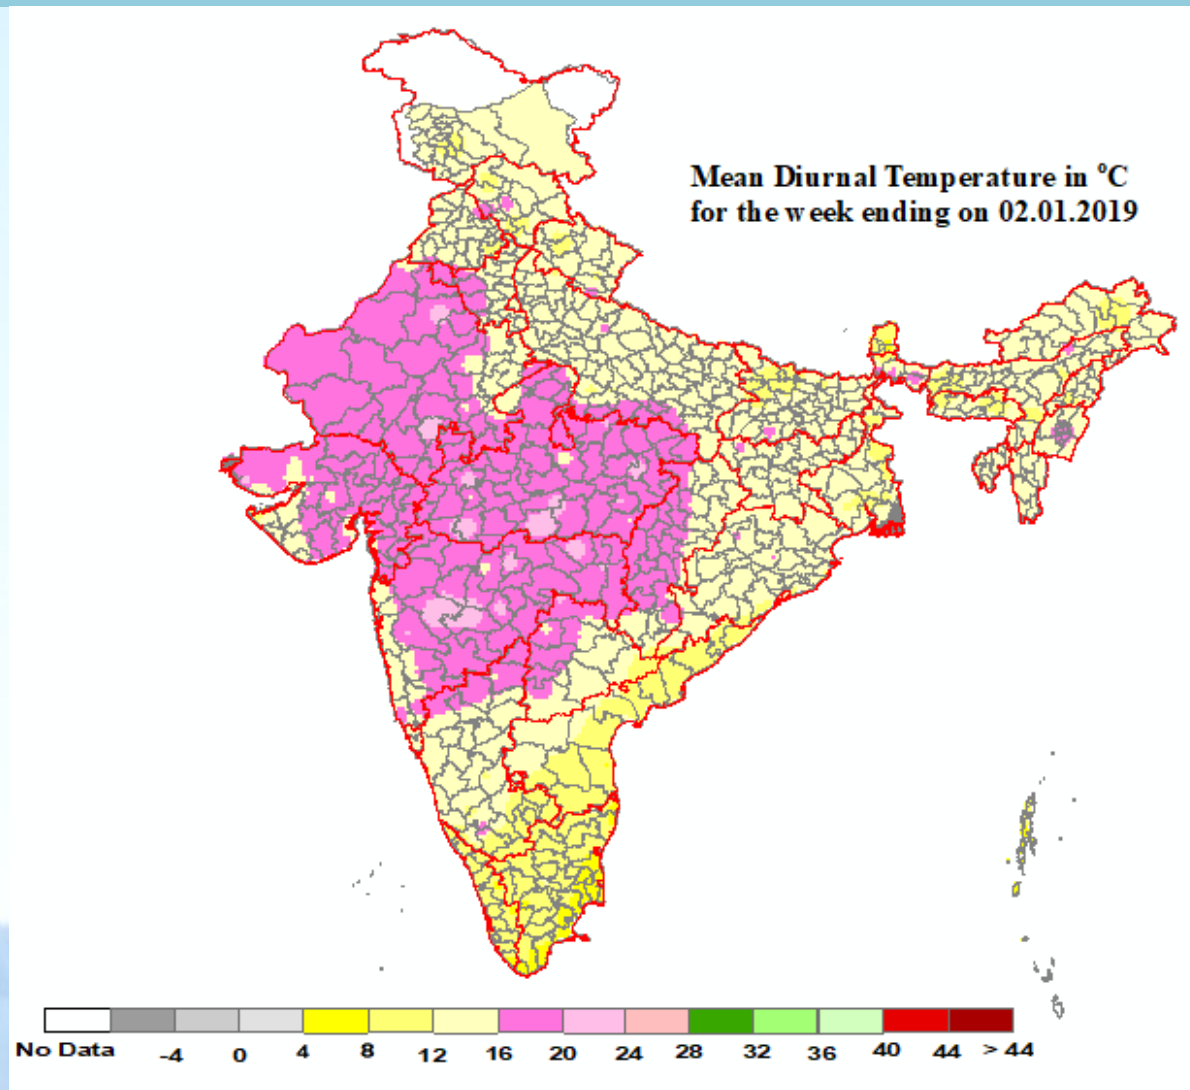 Mean Diurnal Temperature in °C
for the week ending on 02.01.2019
No Data -4 0 4 8 12 16 20 24 28 32 36 40 44 > 44